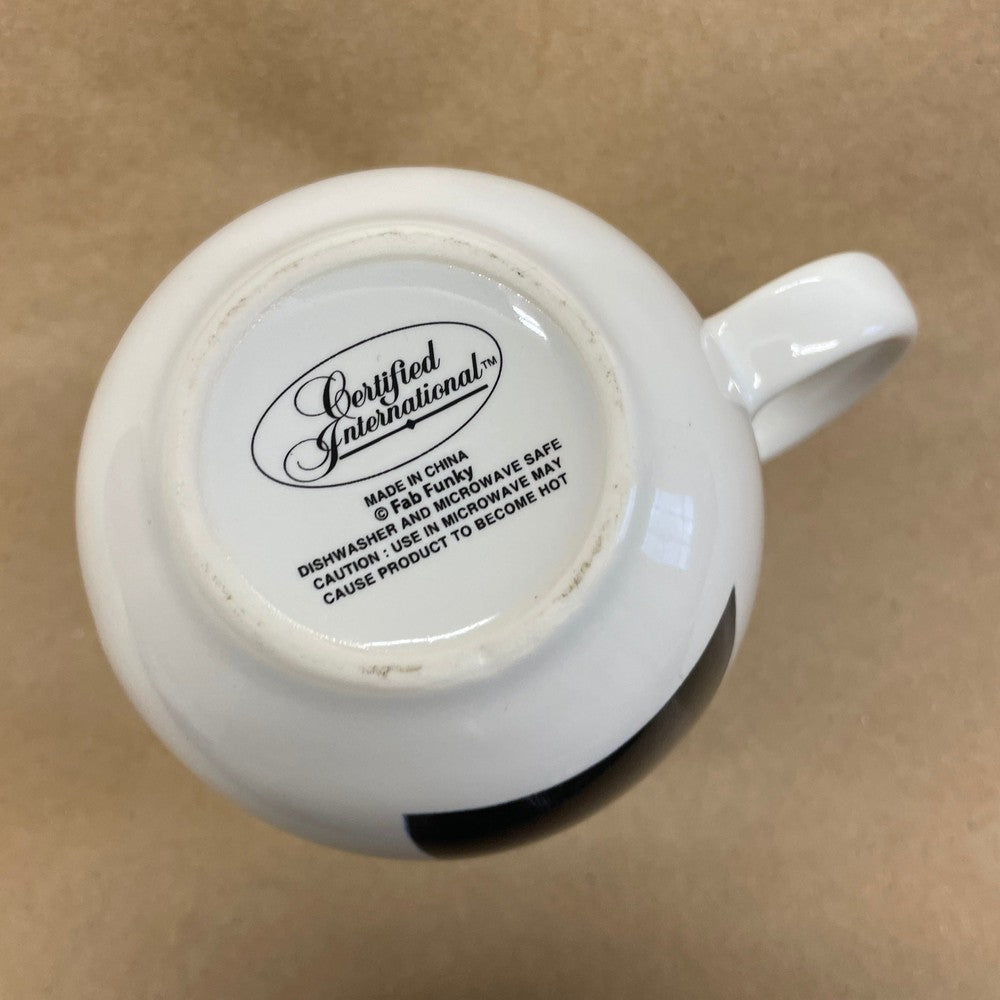 Certified
International™
MADE IN CHINA
© Fab Funky
DISHWASHER AND MICROWAVE SAFE
CAUTION : USE IN MICROWAVE MAY
CAUSE PRODUCT TO BECOME HOT